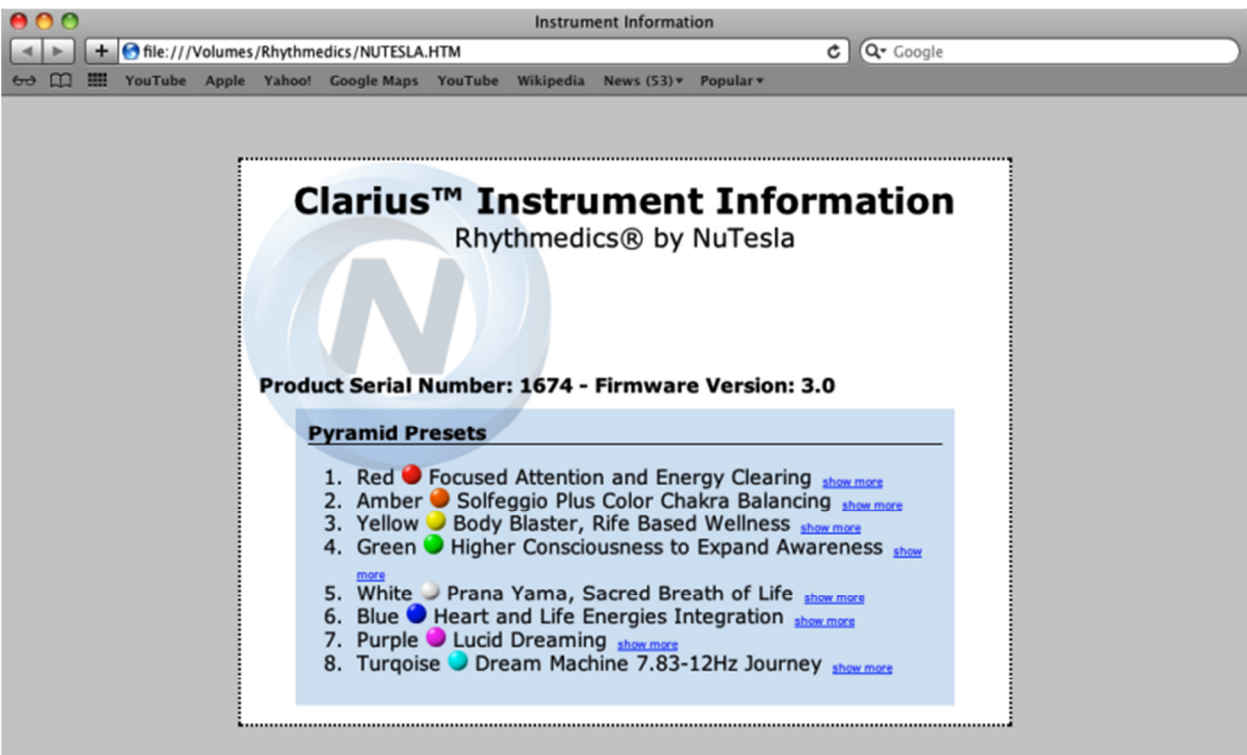 Instrument Information
file:///Volumes/Rhythmedics/NUTESLA.HTM
Google
YouTube Apple Yahoo! Google Maps YouTube Wikipedia News (53) Popular
Clarius™ Instrument Information
Rhythmedics® by NuTesla
N
Product Serial Number: 1674 - Firmware Version: 3.0
Pyramid Presets
1. Red Focused Attention and Energy Clearing show more
2. Amber Solfeggio Plus Color Chakra Balancing show more
3. Yellow Body Blaster, Rife Based Wellness show more
4. Green Higher Consciousness to Expand Awareness show
more
5. White Prana Yama, Sacred Breath of Life show more
6. Blue Heart and Life Energies Integration show more
7. Purple Lucid Dreaming show more
8. Turqoise Dream Machine 7.83-12Hz Journey show more